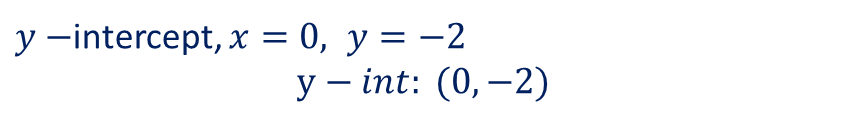 y −intercept, x = 0, y = −2
y − int: (0, −2)